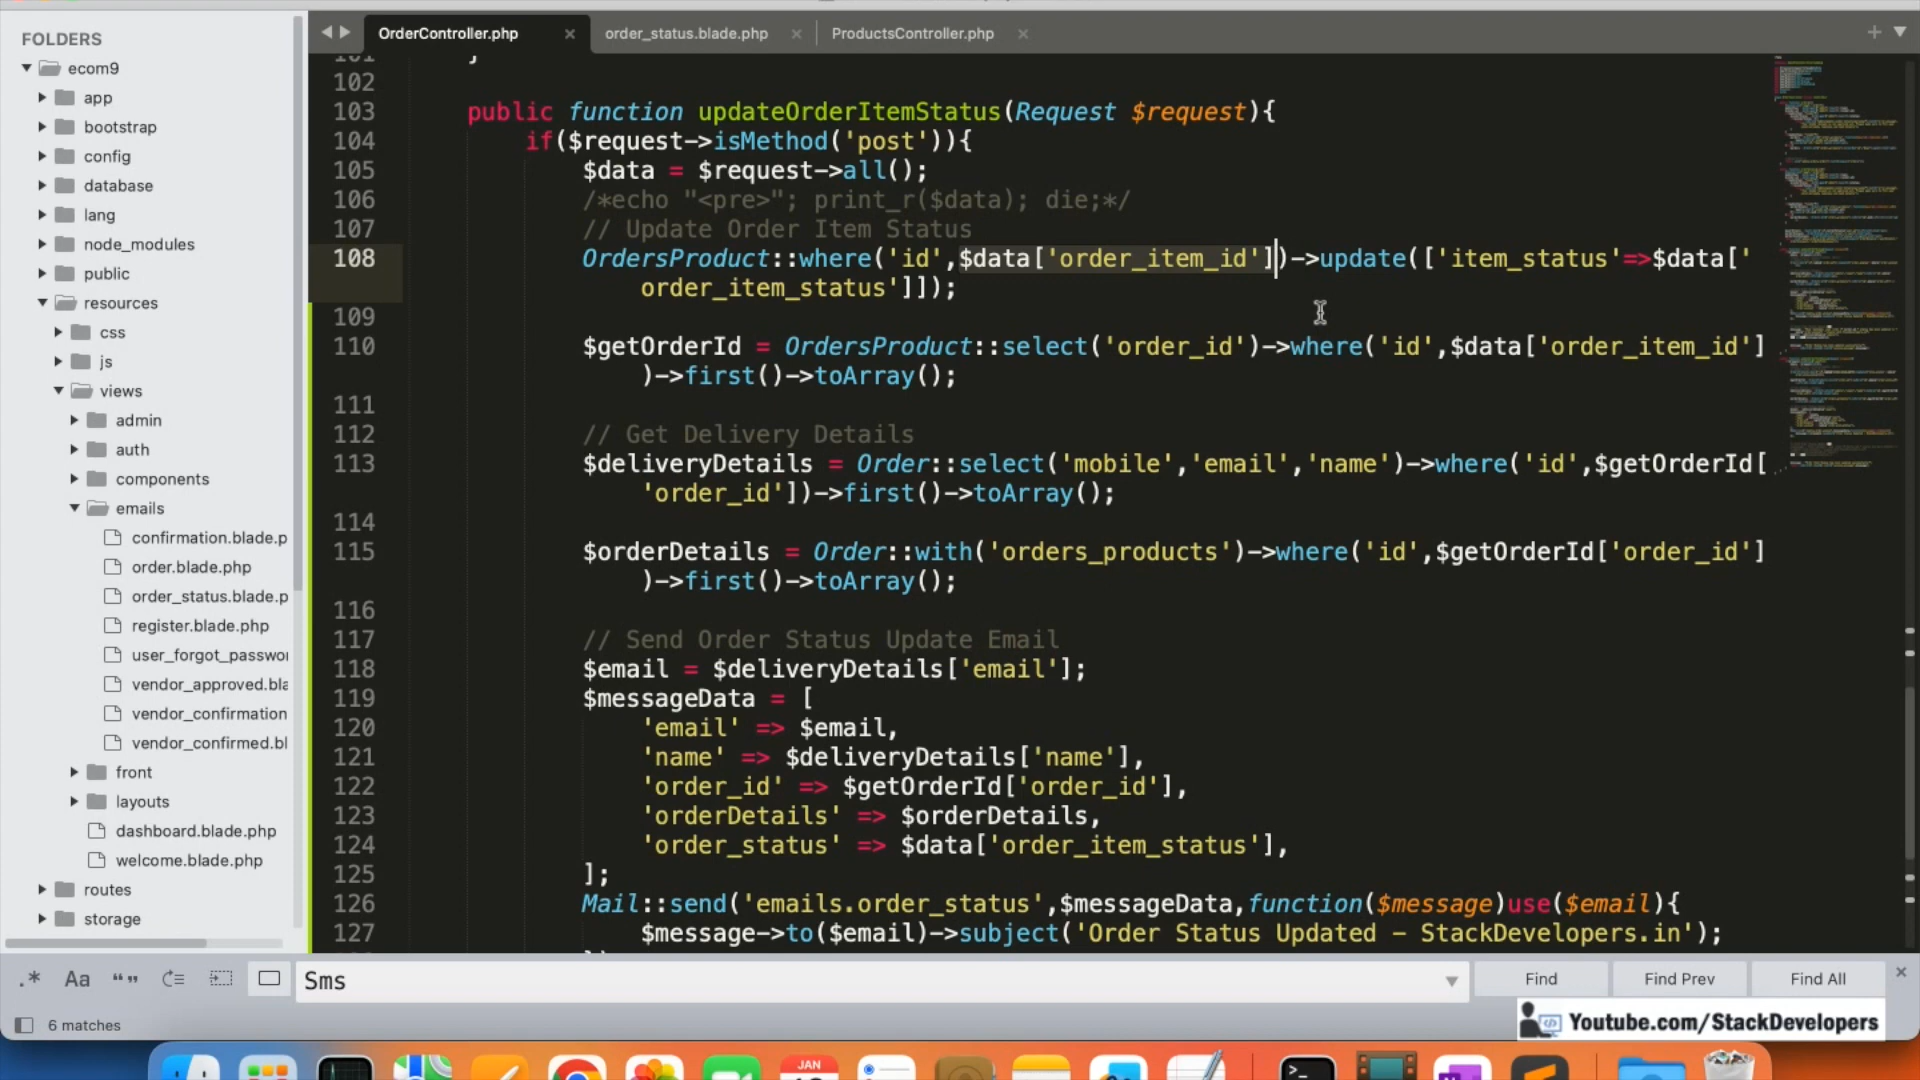 FOLDERS
ecom9
app
bootstrap
config
database
lang
node_modules
public
resources
css
js
views
admin
auth
components
emails
confirmation.blade.p
order.blade.php
order_status.blade.p
register.blade.php
user_forgot_passwor
vendor_approved.bla
vendor_confirmation
vendor_confirmed.bl
front
layouts
dashboard.blade.php
welcome.blade.php
routes
storage
OrderController.php × order_status.blade.php × ProductsController.php ×
101 }
102
103 public function updateOrderItemStatus(Request $request){
104 if($request->isMethod('post')){
105 $data = $request->all();
106 /*echo "<pre>"; print_r($data); die;*/
107 // Update Order Item Status
108 OrdersProduct::where('id',$data['order_item_id'])->update(['item_status'=>$data['
order_item_status']]);
109
110 $getOrderId = OrdersProduct::select('order_id')->where('id',$data['order_item_id']
)->first()->toArray();
111
112 // Get Delivery Details
113 $deliveryDetails = Order::select('mobile','email','name')->where('id',$getOrderId[
'order_id'])->first()->toArray();
114
115 $orderDetails = Order::with('orders_products')->where('id',$getOrderId['order_id']
)->first()->toArray();
116
117 // Send Order Status Update Email
118 $email = $deliveryDetails['email'];
119 $messageData = [
120 'email' => $email,
121 'name' => $deliveryDetails['name'],
122 'order_id' => $getOrderId['order_id'],
123 'orderDetails' => $orderDetails,
124 'order_status' => $data['order_item_status'],
125 ];
126 Mail::send('emails.order_status',$messageData,function($message)use($email){
127 $message->to($email)->subject('Order Status Updated - StackDevelopers.in');
.* Aa “” Sms Find Find Prev Find All ×
6 matches
Youtube.com/StackDevelopers
JAN